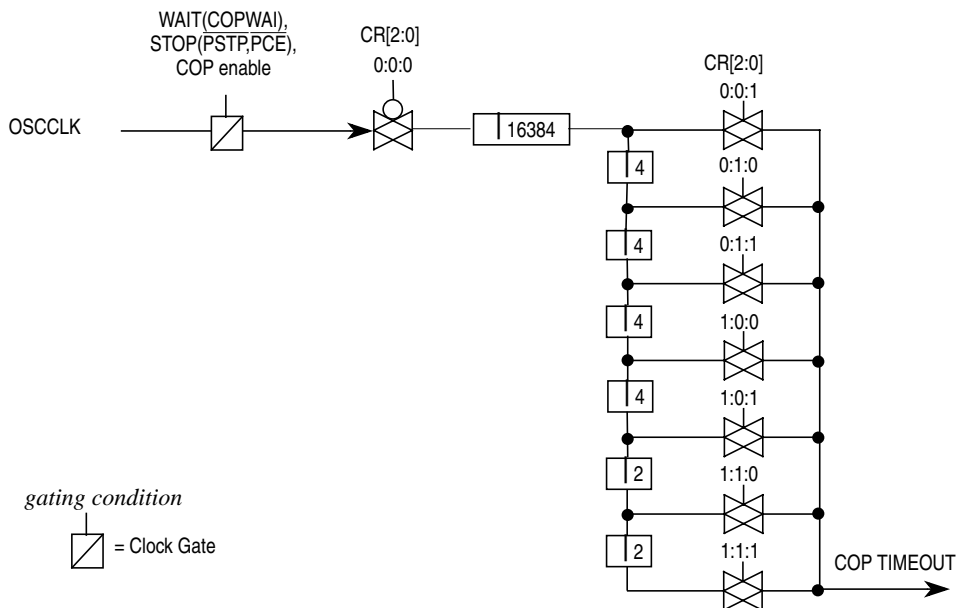 WAIT(COPWAI),
STOP(PSTP,PCE),
COP enable
CR[2:0]
0:0:0
CR[2:0]
0:0:1
OSCCLK
16384
4
0:1:0
4
0:1:1
4
1:0:0
4
1:0:1
2
1:1:0
2
1:1:1
gating condition
= Clock Gate
COP TIMEOUT